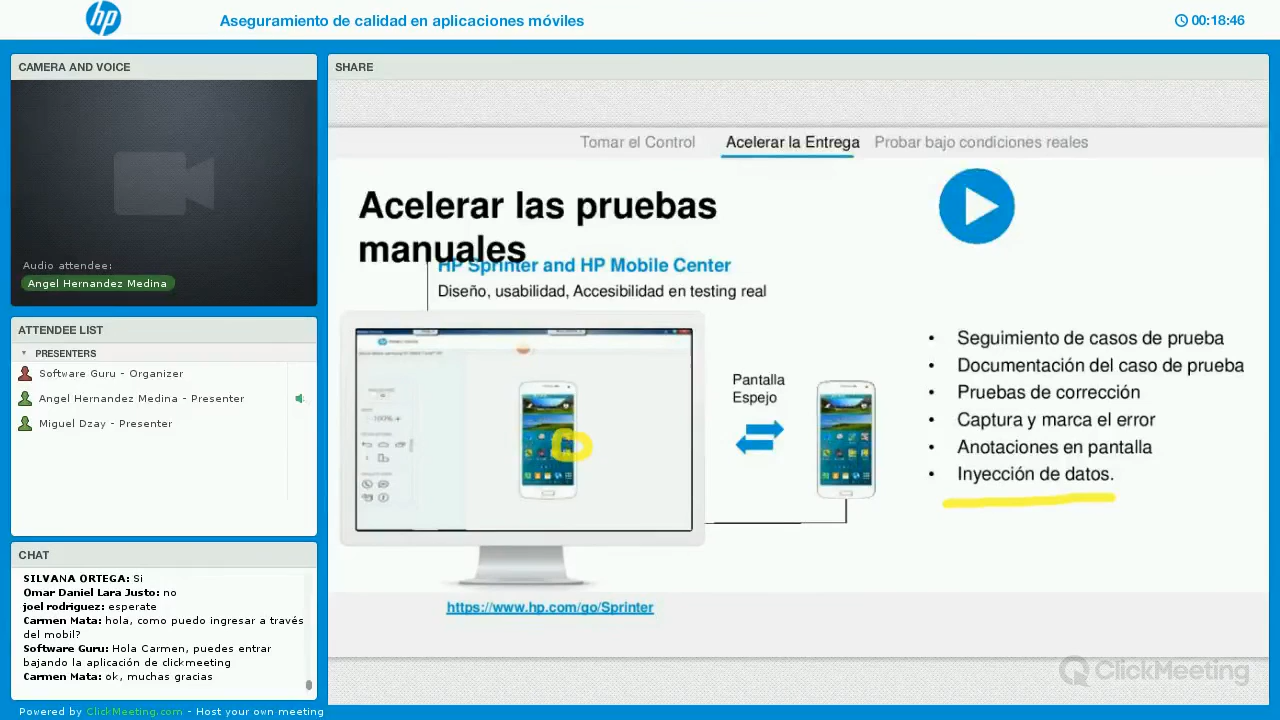 hp
Aseguramiento de calidad en aplicaciones móviles
00:18:46
CAMERA AND VOICE
Audio attendee:
Angel Hernandez Medina
ATTENDEE LIST
PRESENTERS
Software Guru - Organizer
Angel Hernandez Medina - Presenter
Miguel Dzay - Presenter
CHAT
SILVANA ORTEGA: Si
Omar Daniel Lara Justo: no
joel rodriguez: esperate
Carmen Mata: hola, como puedo ingresar a través
del mobil?
Software Guru: Hola Carmen, puedes entrar
bajando la aplicación de clickmeeting
Carmen Mata: ok, muchas gracias
Powered by ClickMeeting.com - Host your own meeting
SHARE
Tomar el Control Acelerar la Entrega Probar bajo condiciones reales
Acelerar las pruebas
manuales
HP Sprinter and HP Mobile Center
Diseño, usabilidad, Accesibilidad en testing real
100%
Pantalla
Espejo
• Seguimiento de casos de prueba
• Documentación del caso de prueba
• Pruebas de corrección
• Captura y marca el error
• Anotaciones en pantalla
• Inyección de datos.
https://www.hp.com/go/Sprinter
ClickMeeting